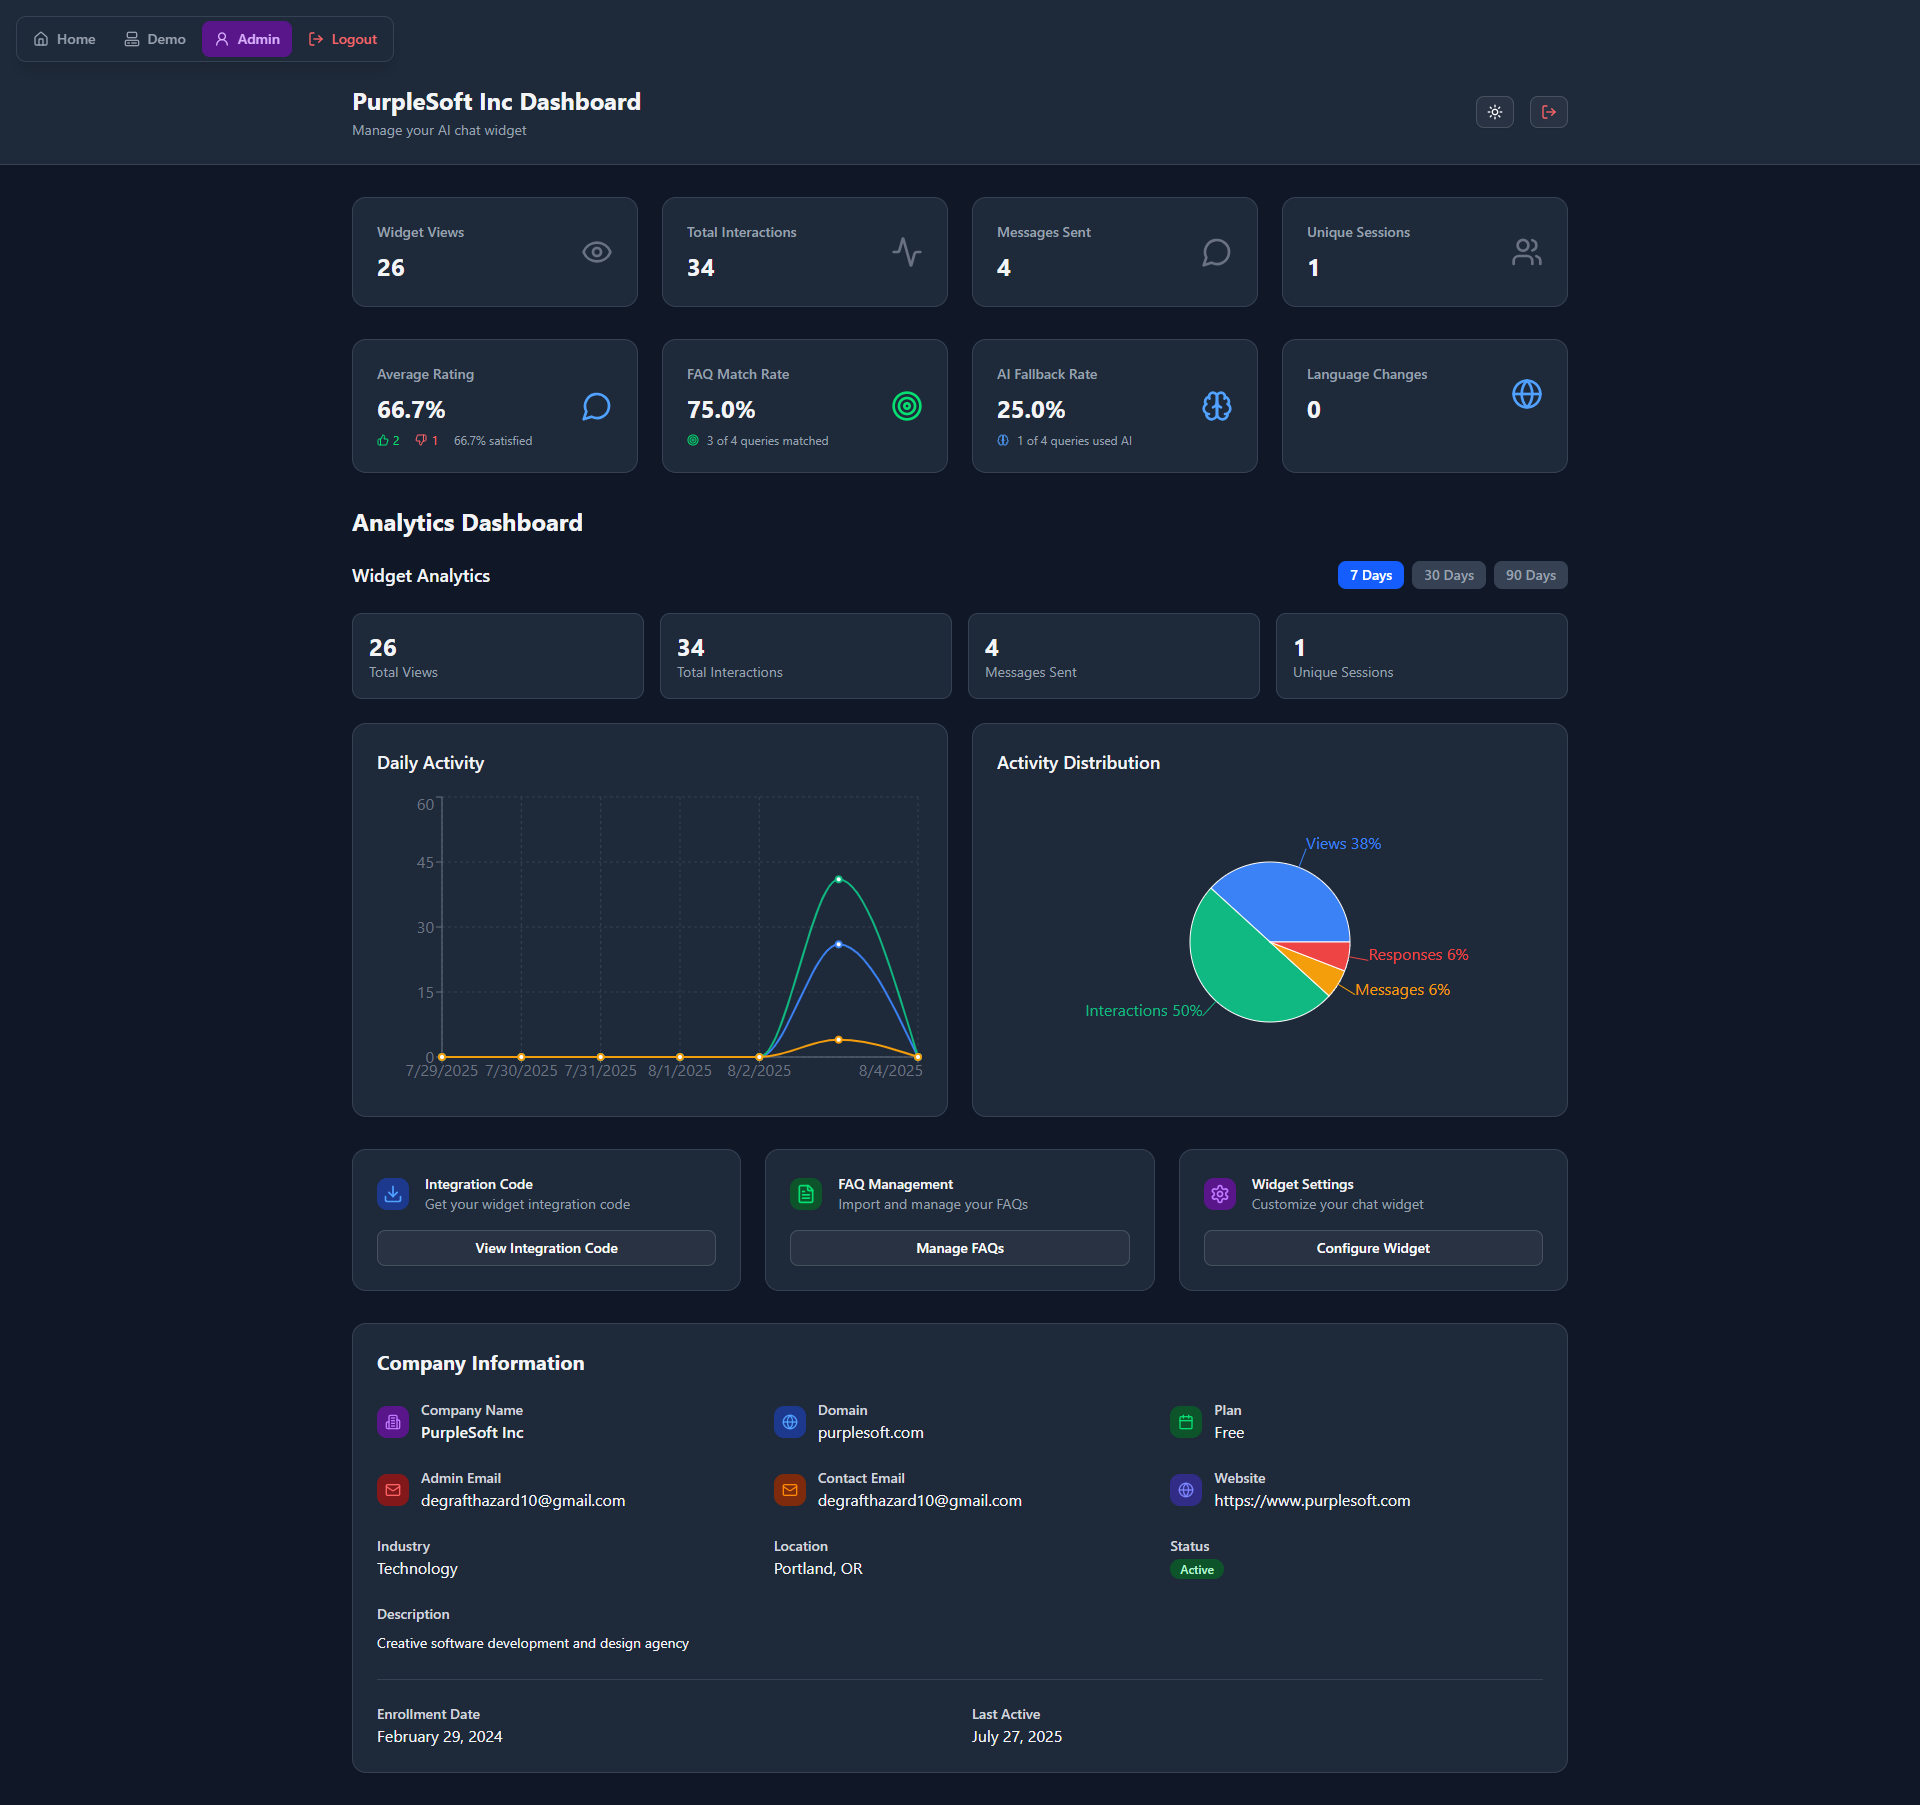 Home Demo Admin Logout
PurpleSoft Inc Dashboard
Manage your AI chat widget
Widget Views
26
Total Interactions
34
Messages Sent
4
Unique Sessions
1
Average Rating
66.7%
2 1 66.7% satisfied
FAQ Match Rate
75.0%
3 of 4 queries matched
AI Fallback Rate
25.0%
1 of 4 queries used AI
Language Changes
0
Analytics Dashboard
Widget Analytics
7 Days 30 Days 90 Days
26
Total Views
34
Total Interactions
4
Messages Sent
1
Unique Sessions
Daily Activity
60
45
30
15
0
7/29/2025 7/30/2025 7/31/2025 8/1/2025 8/2/2025 8/4/2025
Activity Distribution
Views 38%
Responses 6%
Messages 6%
Interactions 50%
Integration Code
Get your widget integration code
View Integration Code
FAQ Management
Import and manage your FAQs
Manage FAQs
Widget Settings
Customize your chat widget
Configure Widget
Company Information
Company Name
PurpleSoft Inc
Domain
purplesoft.com
Plan
Free
Admin Email
degrafthazard10@gmail.com
Contact Email
degrafthazard10@gmail.com
Website
https://www.purplesoft.com
Industry
Technology
Location
Portland, OR
Status
Active
Description
Creative software development and design agency
Enrollment Date
February 29, 2024
Last Active
July 27, 2025